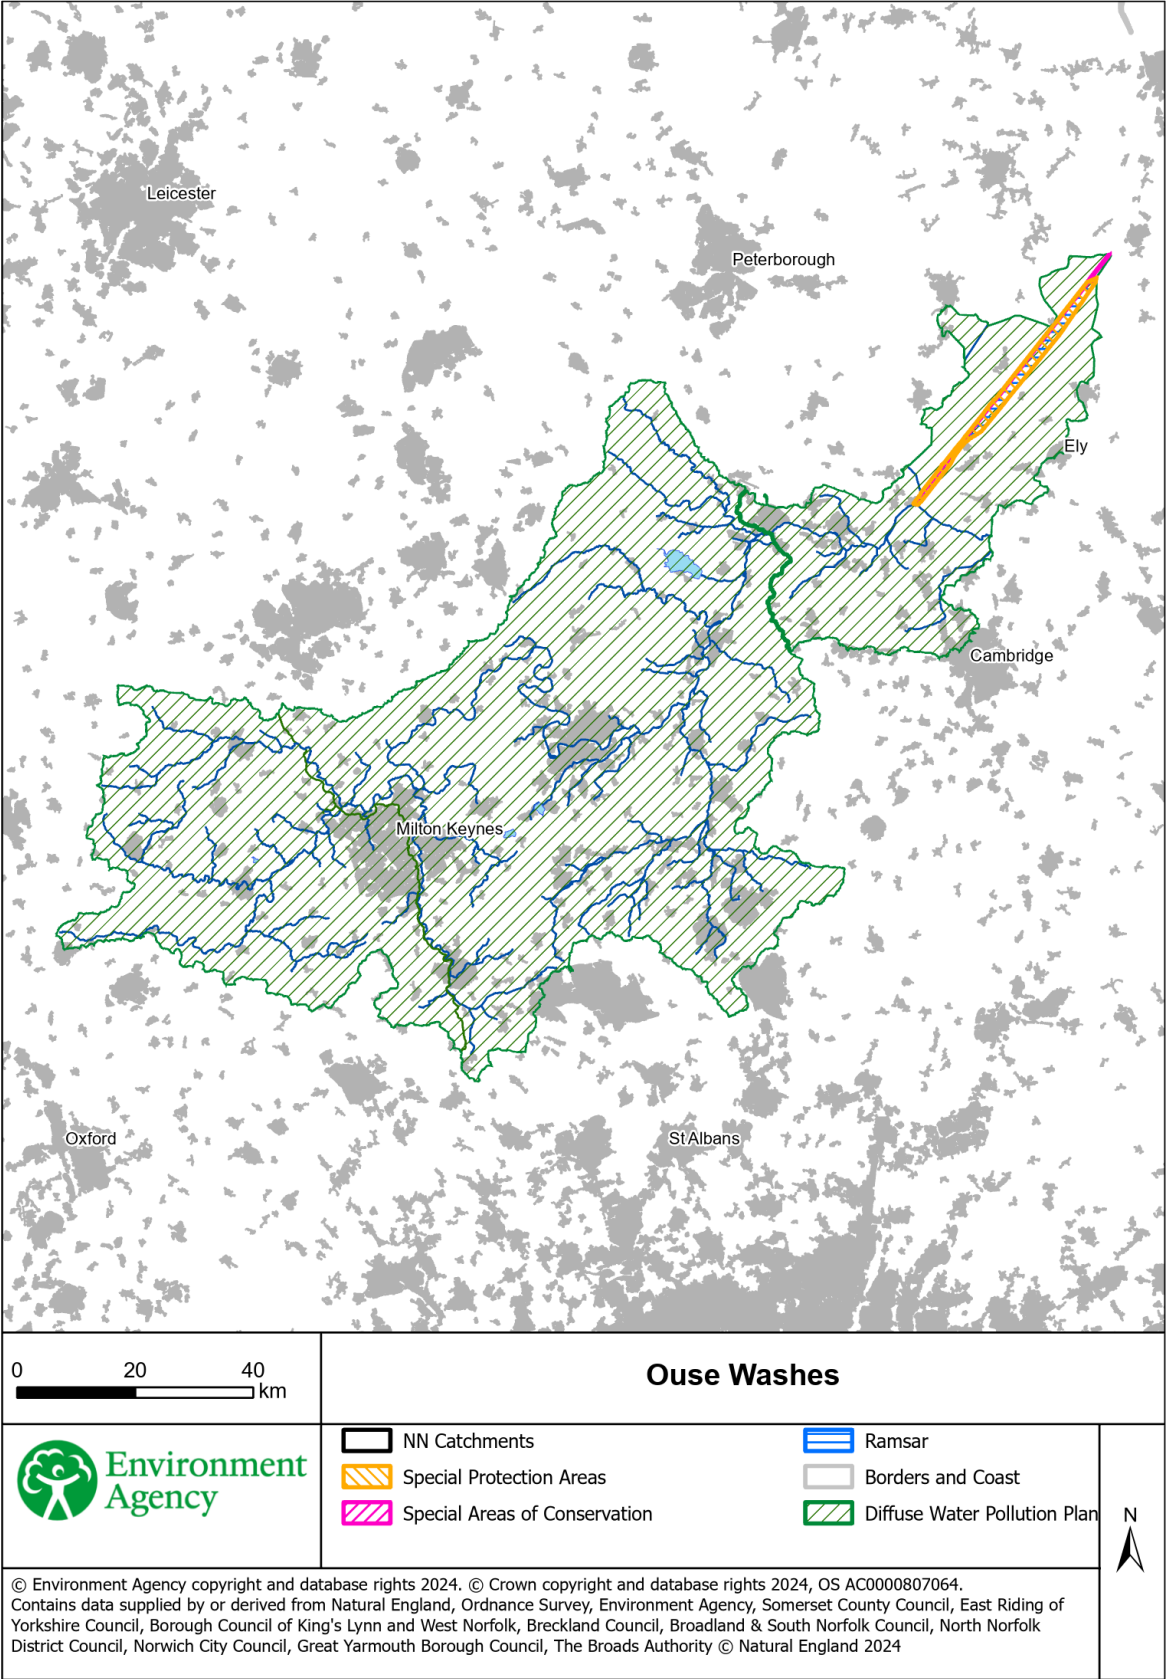 Leicester
Peterborough
Ely
Cambridge
Milton Keynes
Oxford
St Albans
0 20 40
km
Ouse Washes
Environment
Agency
NN Catchments
Special Protection Areas
Special Areas of Conservation
Ramsar
Borders and Coast
Diffuse Water Pollution Plan
N
© Environment Agency copyright and database rights 2024. © Crown copyright and database rights 2024, OS AC0000807064.
Contains data supplied by or derived from Natural England, Ordnance Survey, Environment Agency, Somerset County Council, East Riding of
Yorkshire Council, Borough Council of King's Lynn and West Norfolk, Breckland Council, Broadland & South Norfolk Council, North Norfolk
District Council, Norwich City Council, Great Yarmouth Borough Council, The Broads Authority © Natural England 2024